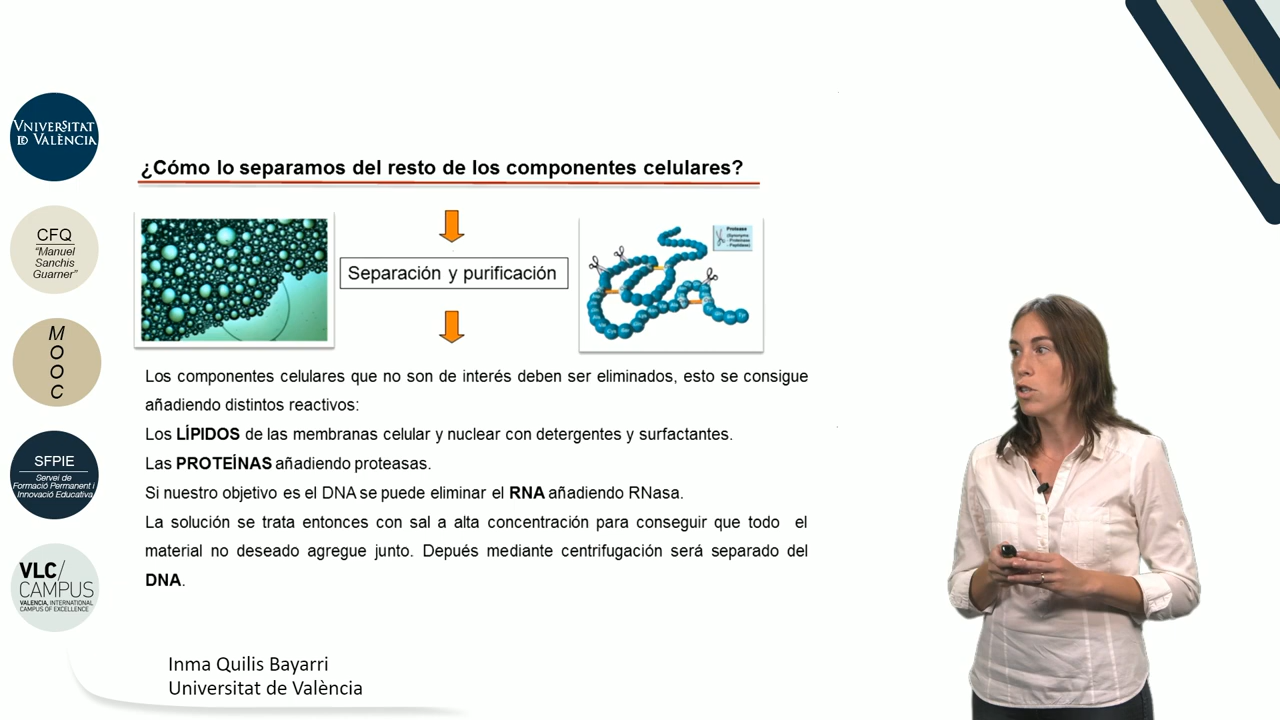 VNIVERSITAT
ID VALÈNCIA
CFQ
"Manuel
Sanchis
Guarner"
M
O
O
C
SFPIE
Servei de
Formació Permanent i
Innovació Educativa
VLC/
CAMPUS
VALENCIA, INTERNATIONAL
CAMPUS OF EXCELLENCE
¿Cómo lo separamos del resto de los componentes celulares?
Separación y purificación
Protease
(Synonyms
- Proteinase
- Peptidase)
Los componentes celulares que no son de interés deben ser eliminados, esto se consigue
añadiendo distintos reactivos:
Los LÍPIDOS de las membranas celular y nuclear con detergentes y surfactantes.
Las PROTEÍNAS añadiendo proteasas.
Si nuestro objetivo es el DNA se puede eliminar el RNA añadiendo RNasa.
La solución se trata entonces con sal a alta concentración para conseguir que todo el
material no deseado agregue junto. Depués mediante centrifugación será separado del
DNA.
Inma Quilis Bayarri
Universitat de València